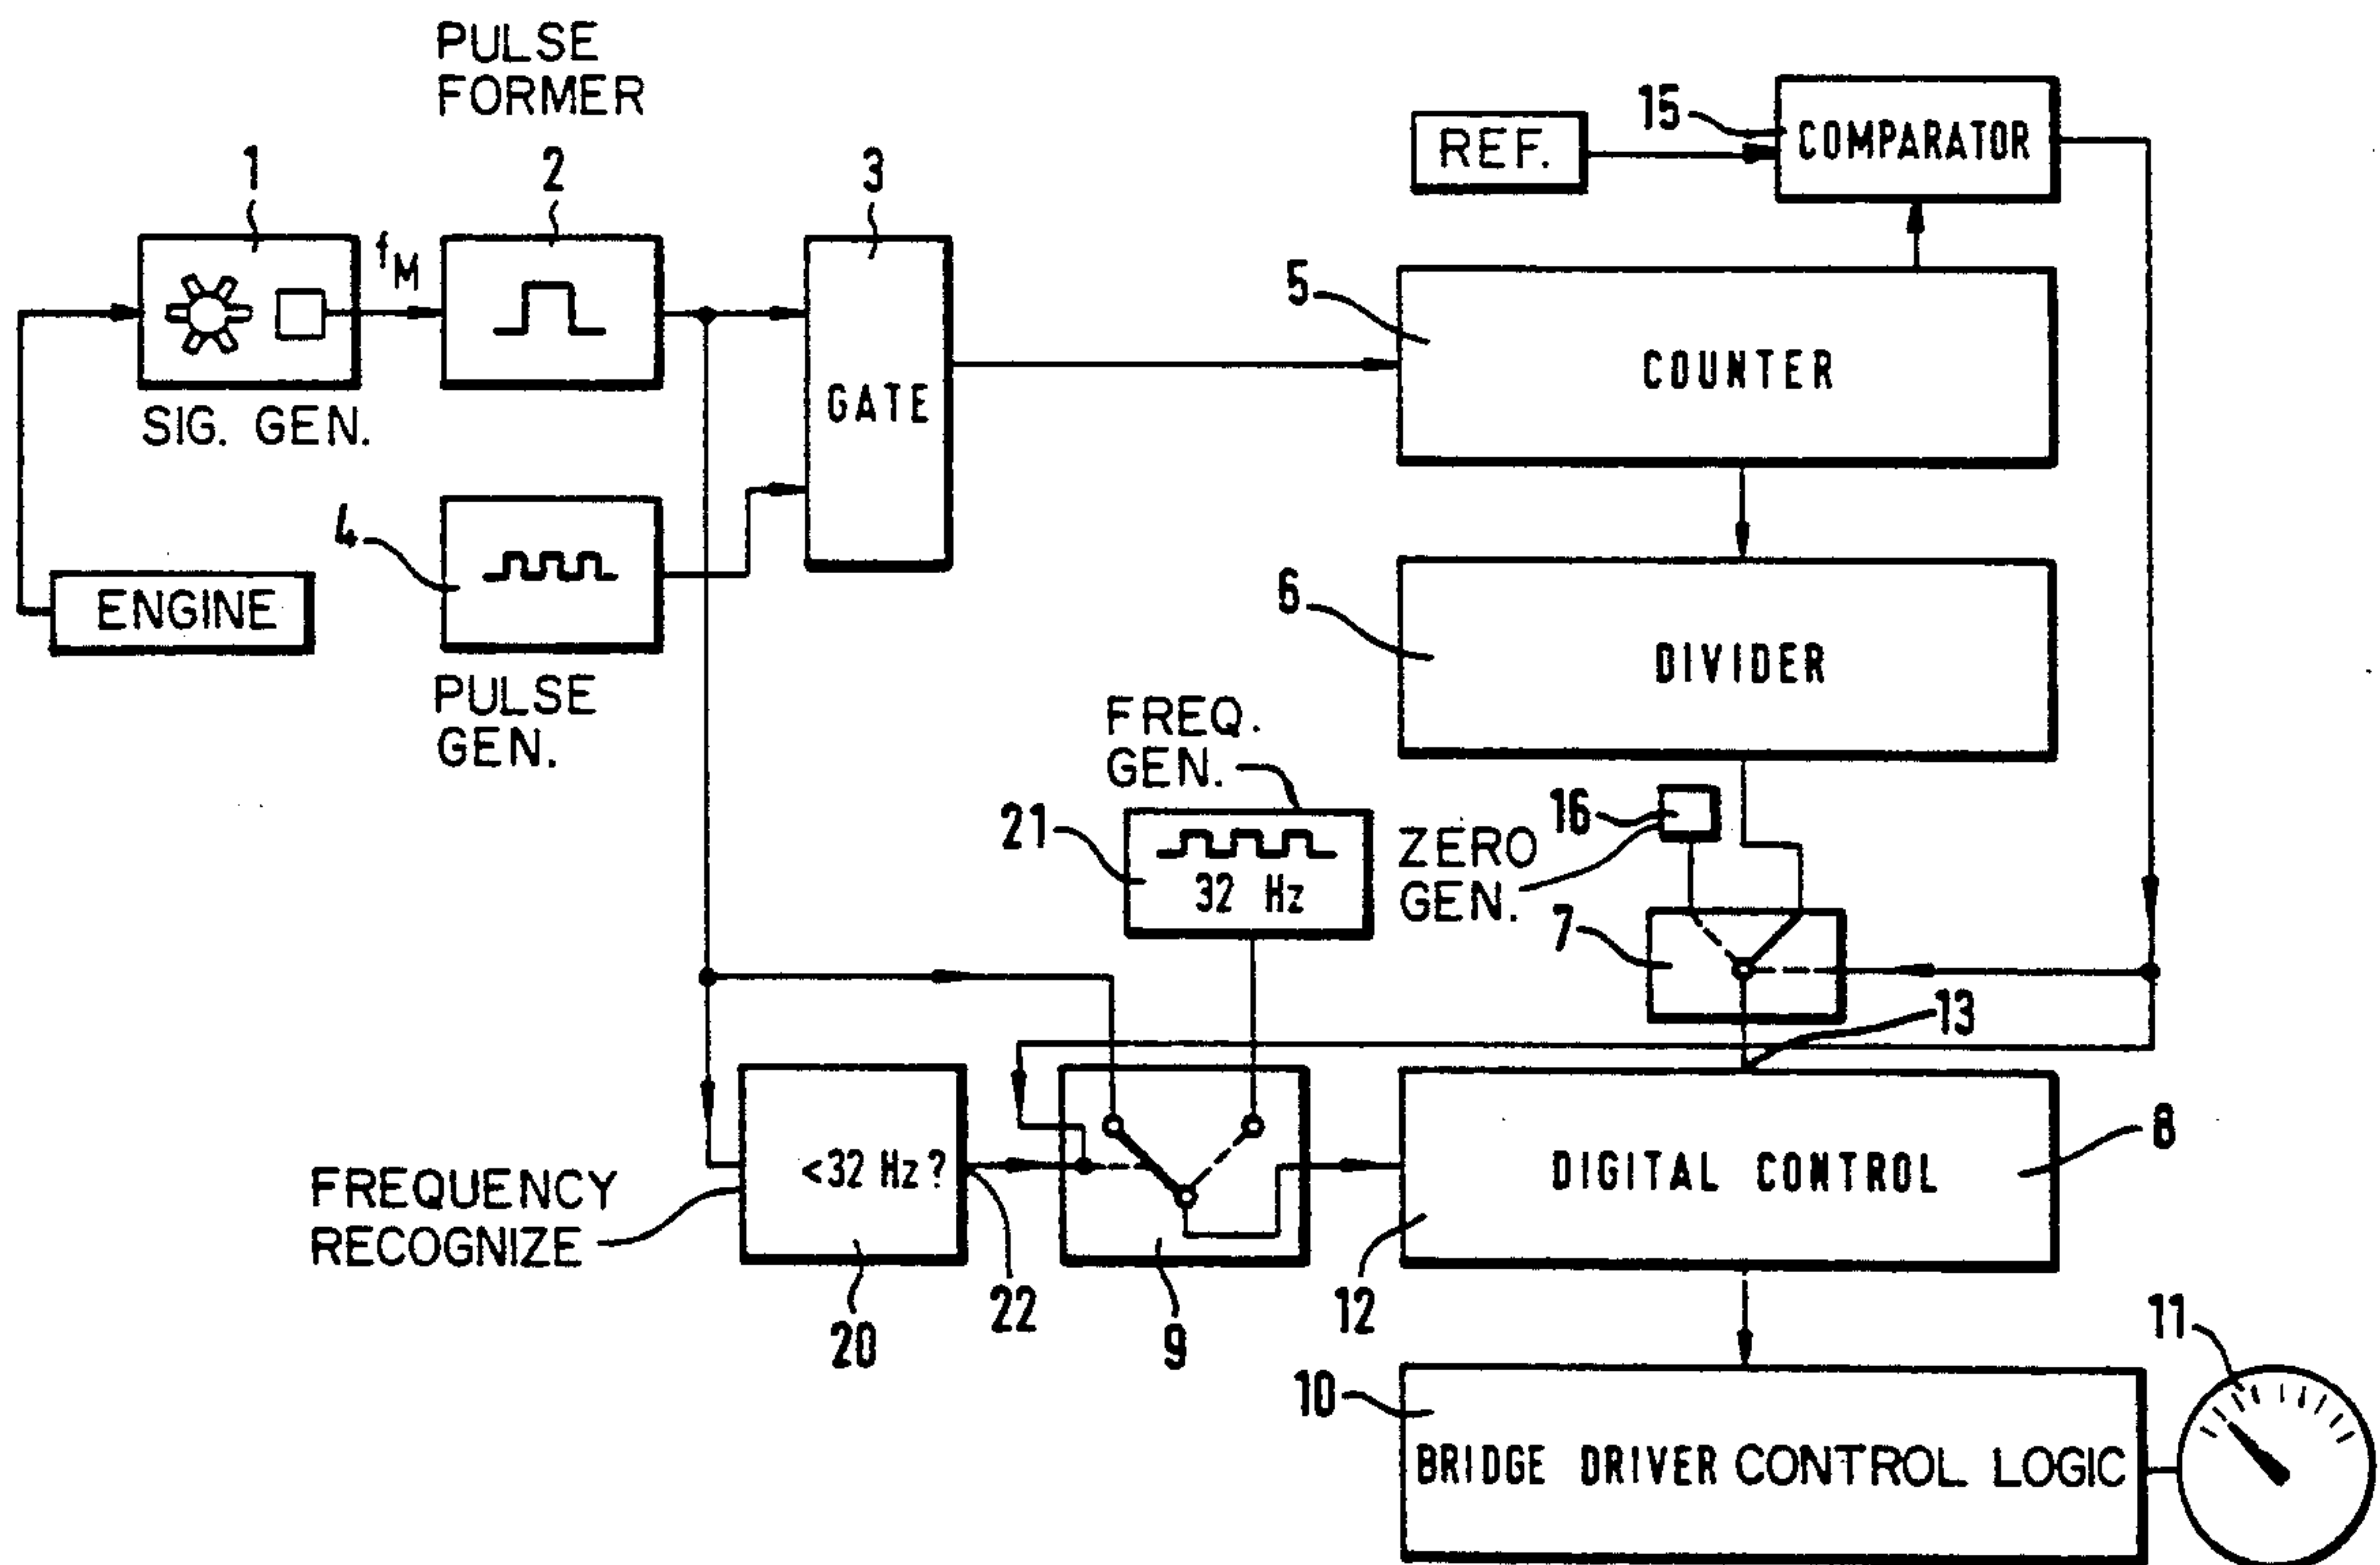 PULSE
FORMER
1
2
3
15
REF.
COMPARATOR
fM
SIG. GEN.
GATE
5
COUNTER
4
ENGINE
PULSE
GEN.
6
DIVIDER
FREQ.
GEN.
21
32 Hz
16
ZERO
GEN.
7
13
FREQUENCY
RECOGNIZE
<32 Hz?
20
22
9
12
DIGITAL CONTROL
8
10
BRIDGE DRIVER CONTROL LOGIC
11